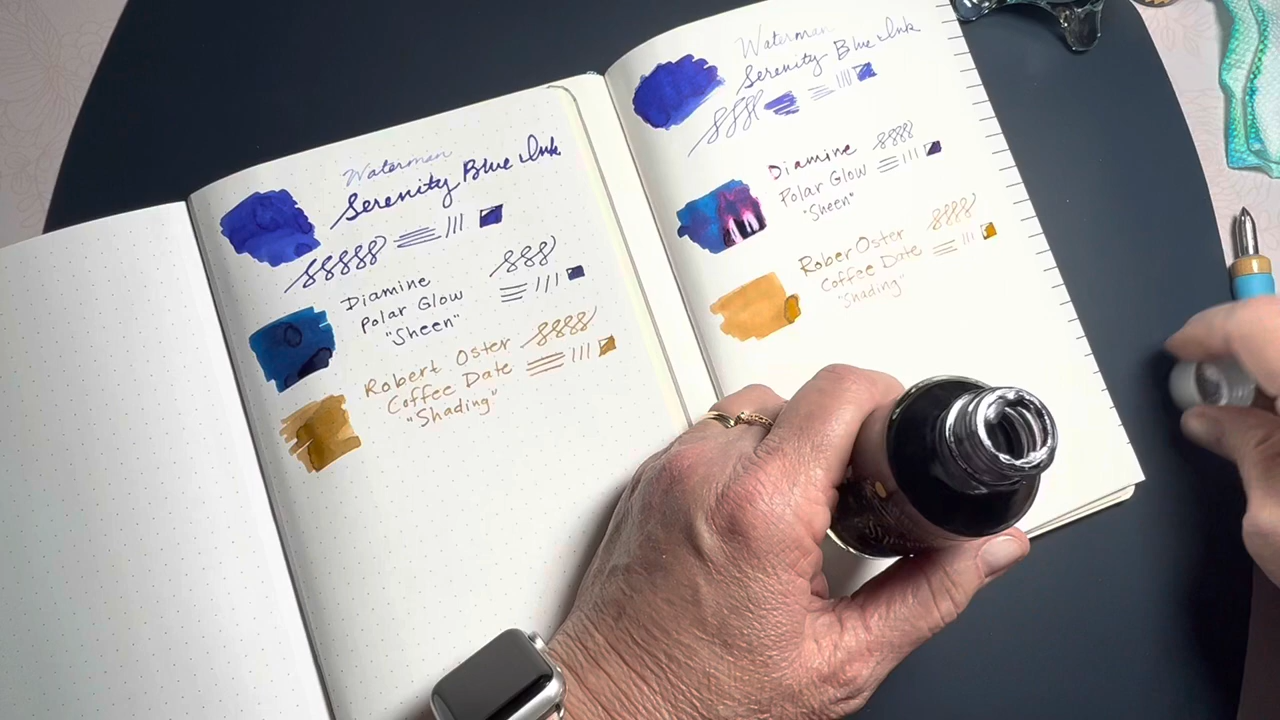 Waterman
Serenity Blue Ink
Diamine
Polar Glow
"Sheen"
Robert Oster
Coffee Date
"Shading"
Waterman
Serenity Blue Ink
Diamine
Polar Glow
"Sheen"
Rober Oster
Coffee Date
"Shading"